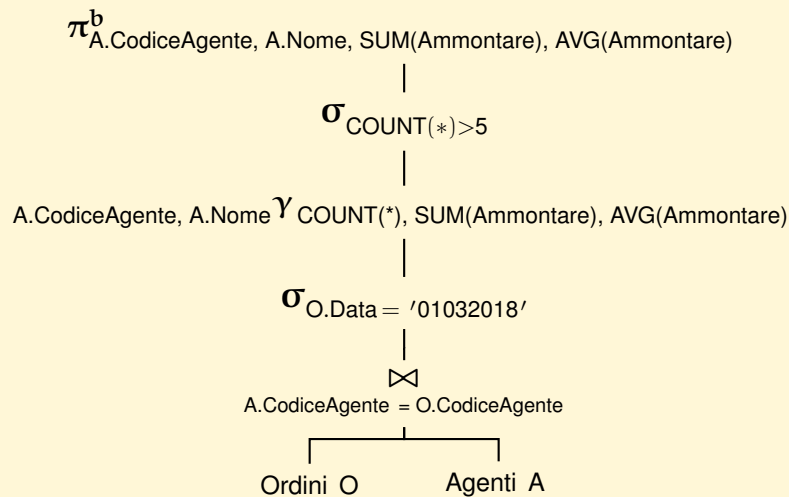 π^b A.CodiceAgente, A.Nome, SUM(Ammontare), AVG(Ammontare)
σ COUNT(∗)>5
A.CodiceAgente, A.Nome γ COUNT(*), SUM(Ammontare), AVG(Ammontare)
σ O.Data = ′01032018′
⋈
A.CodiceAgente = O.CodiceAgente
Ordini O Agenti A